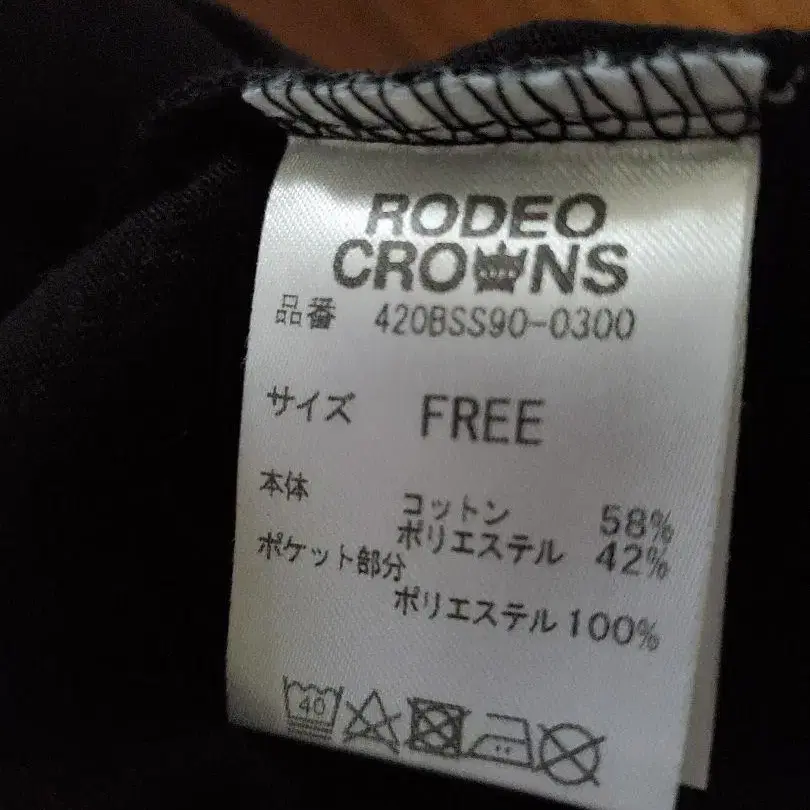 RODEO
CROWNS
品番 420BSS90-0300
サイズ FREE
本体
コットン 58%
ポリエステル 42%
ポケット部分
ポリエステル 100%
40